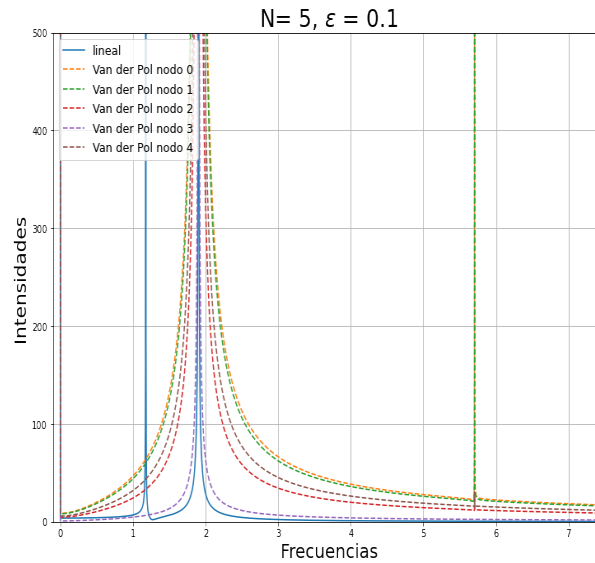 N= 5, ε = 0.1
500
400
300
200
100
0
Intensidades
lineal
Van der Pol nodo 0
Van der Pol nodo 1
Van der Pol nodo 2
Van der Pol nodo 3
Van der Pol nodo 4
0 1 2 3 4 5 6 7
Frecuencias